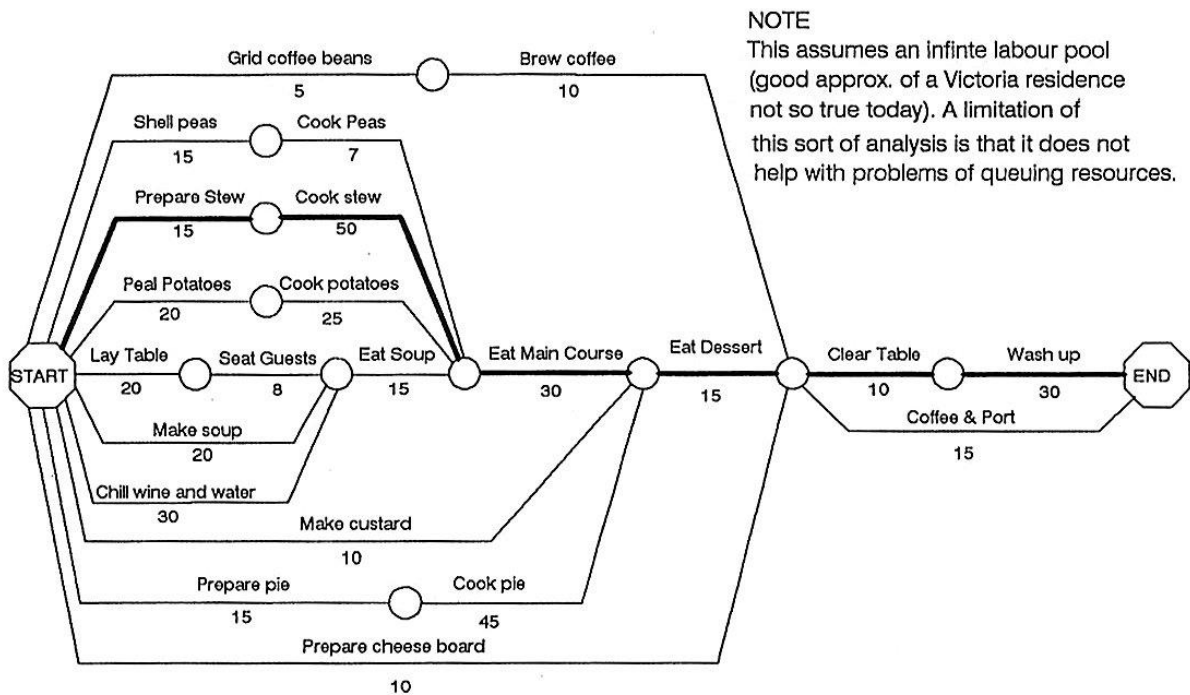 NOTE
This assumes an infinte labour pool
(good approx. of a Victoria residence
not so true today). A limitation of
this sort of analysis is that it does not
help with problems of queuing resources.
Grid coffee beans
5
Brew coffee
10
Shell peas
15
Cook Peas
7
Prepare Stew
15
Cook stew
50
Peal Potatoes
20
Cook potatoes
25
START
Lay Table
20
Seat Guests
8
Eat Soup
15
Eat Main Course
30
Eat Dessert
15
Clear Table
10
Wash up
30
END
Coffee & Port
15
Make soup
20
Chill wine and water
30
Make custard
10
Prepare pie
15
Cook pie
45
Prepare cheese board
10